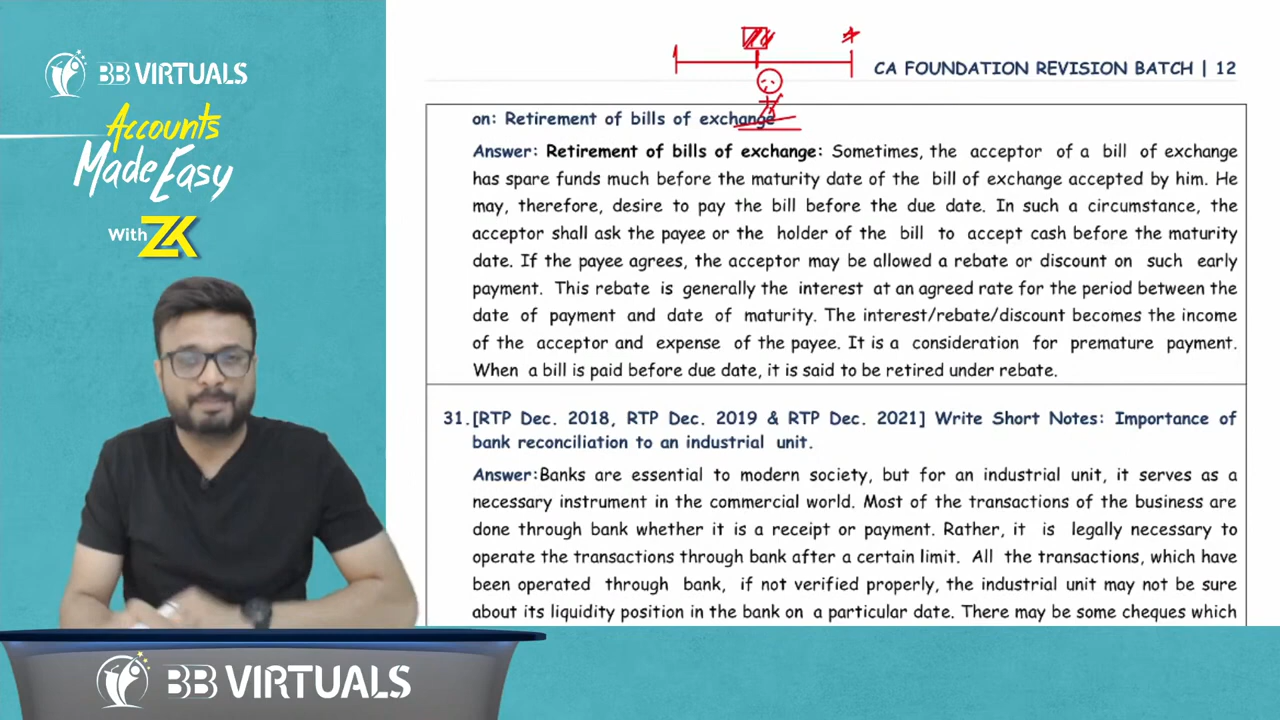 BB VIRTUALS
Accounts
Made Easy
With ZK
CA FOUNDATION REVISION BATCH | 12
on: Retirement of bills of exchange
Answer: Retirement of bills of exchange: Sometimes, the acceptor of a bill of exchange
has spare funds much before the maturity date of the bill of exchange accepted by him. He
may, therefore, desire to pay the bill before the due date. In such a circumstance, the
acceptor shall ask the payee or the holder of the bill to accept cash before the maturity
date. If the payee agrees, the acceptor may be allowed a rebate or discount on such early
payment. This rebate is generally the interest at an agreed rate for the period between the
date of payment and date of maturity. The interest/rebate/discount becomes the income
of the acceptor and expense of the payee. It is a consideration for premature payment.
When a bill is paid before due date, it is said to be retired under rebate.
31. [RTP Dec. 2018, RTP Dec. 2019 & RTP Dec. 2021] Write Short Notes: Importance of
bank reconciliation to an industrial unit.
Answer:Banks are essential to modern society, but for an industrial unit, it serves as a
necessary instrument in the commercial world. Most of the transactions of the business are
done through bank whether it is a receipt or payment. Rather, it is legally necessary to
operate the transactions through bank after a certain limit. All the transactions, which have
been operated through bank, if not verified properly, the industrial unit may not be sure
about its liquidity position in the bank on a particular date. There may be some cheques which
BB VIRTUALS